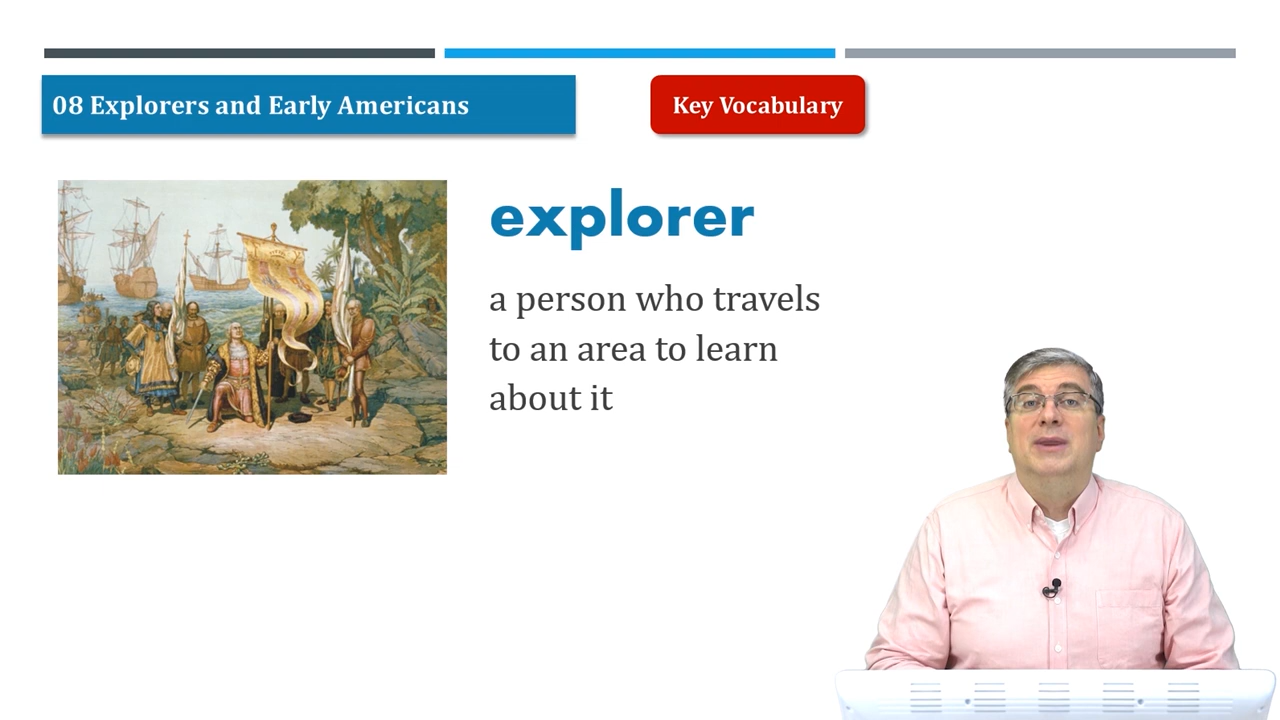 08 Explorers and Early Americans
Key Vocabulary
explorer
a person who travels
to an area to learn
about it